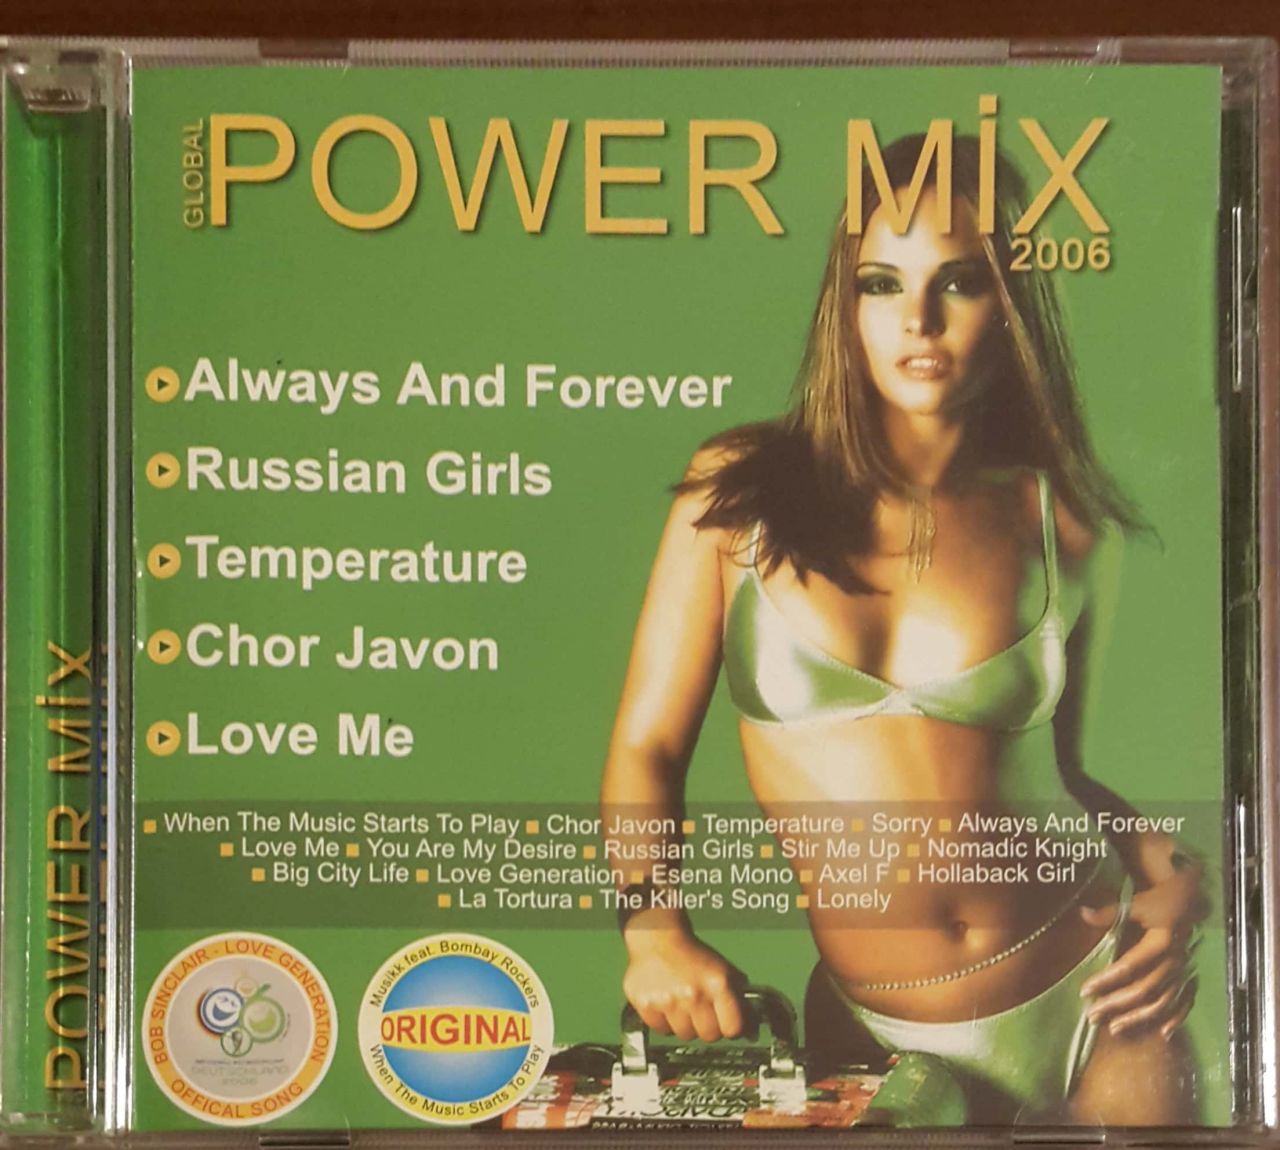 GLOBAL
POWER MİX
2006
Always And Forever
Russian Girls
Temperature
Chor Javon
Love Me
When The Music Starts To Play Chor Javon Temperature Sorry Always And Forever
Love Me You Are My Desire Russian Girls Stir Me Up Nomadic Knight
Big City Life Love Generation Esena Mono Axel F Hollaback Girl
La Tortura The Killer's Song Lonely
BOB SINCLAIR - LOVE GENERATION
DEUTSCHLAND
2006
OFFICAL SONG
Musikk feat. Bombay Rockers
ORIGINAL
When The Music Starts To Play
POWER MİX